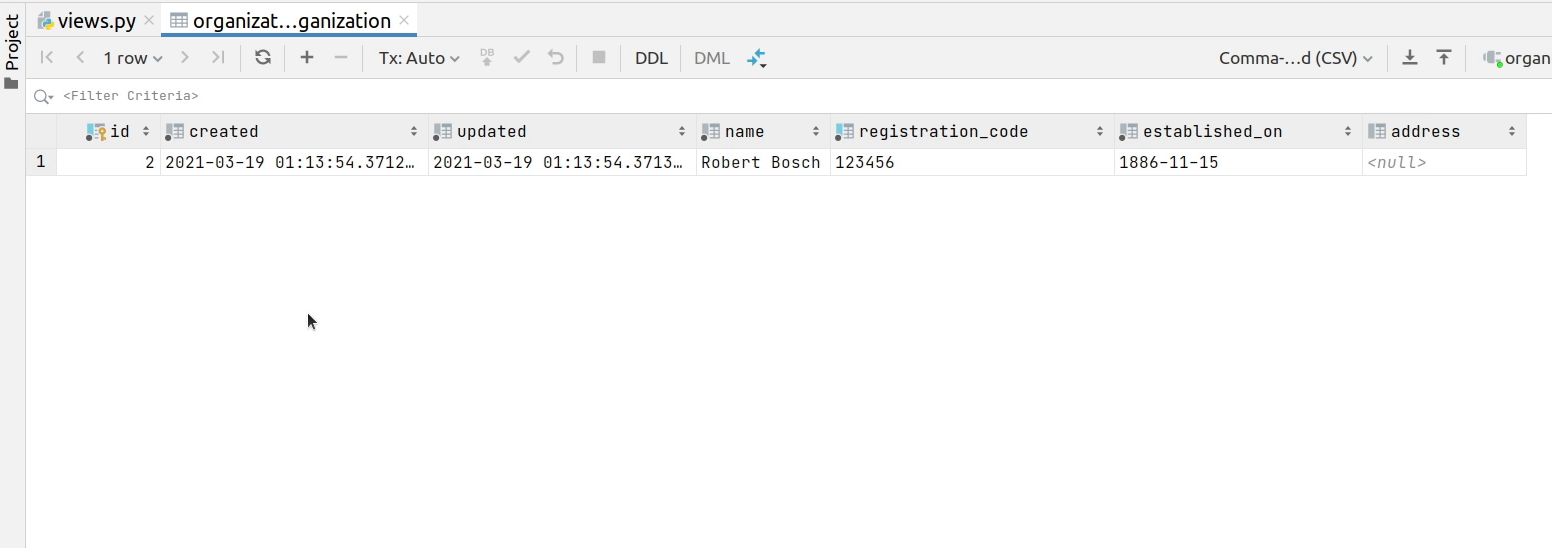 Project
views.py
organizat...ganization
1 row
Tx: Auto
DB
DDL
DML
Comma-...d (CSV)
organ
<Filter Criteria>
id created updated name registration_code established_on address
1 2 2021-03-19 01:13:54.3712... 2021-03-19 01:13:54.3713... Robert Bosch 123456 1886-11-15 <null>